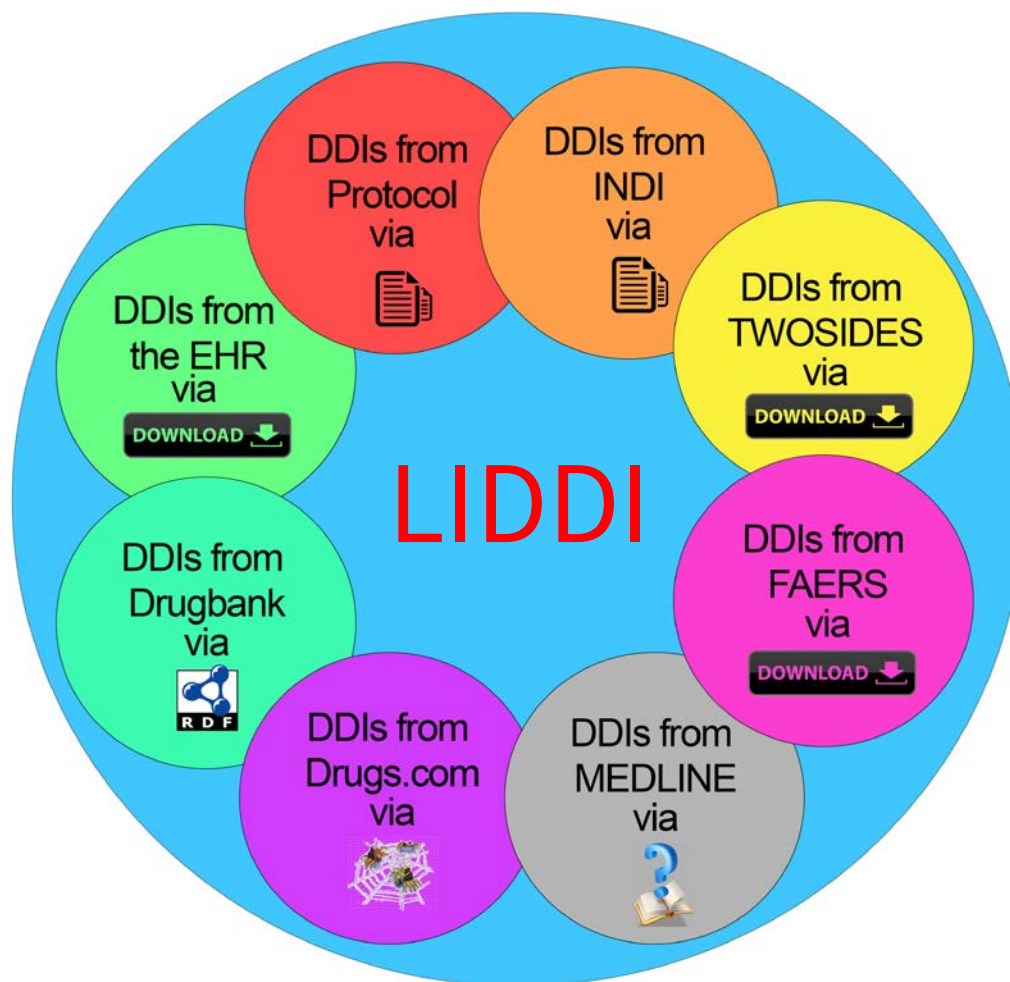 DDIs from
Protocol
via
DDIs from
INDI
via
DDIs from
TWOSIDES
via
DOWNLOAD
DDIs from
FAERS
via
DOWNLOAD
DDIs from
MEDLINE
via
DDIs from
Drugs.com
via
DDIs from
Drugbank
via
RDF
DDIs from
the EHR
via
DOWNLOAD
LIDDI